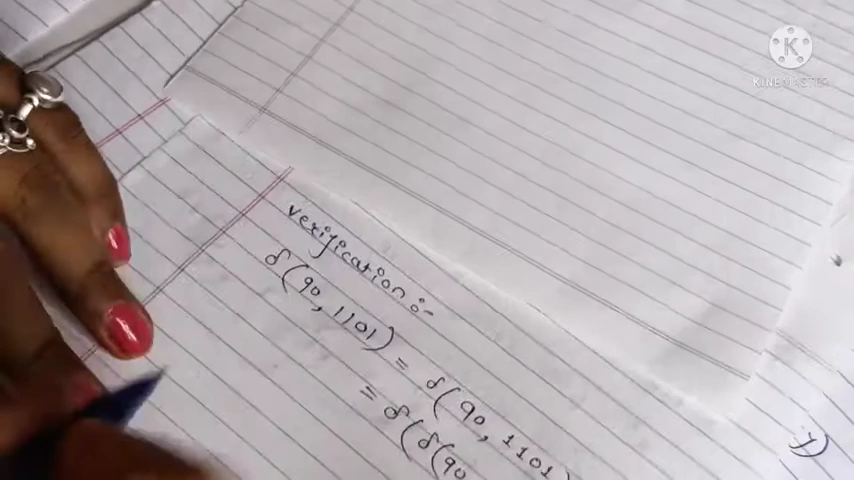 KINEMASTER
verification :-
δ(q0, 1101) = δ(q0, 1101)
= δ(δ(q0